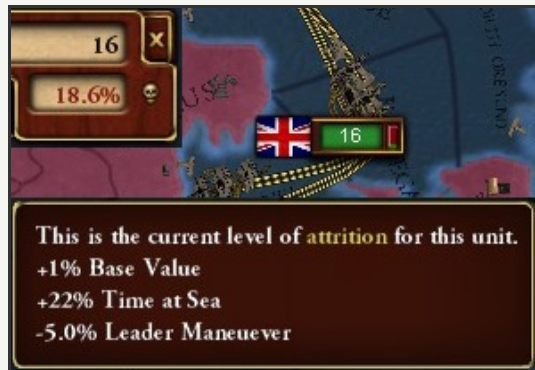 16
18.6%
16
This is the current level of attrition for this unit.
+1% Base Value
+22% Time at Sea
-5.0% Leader Maneuever